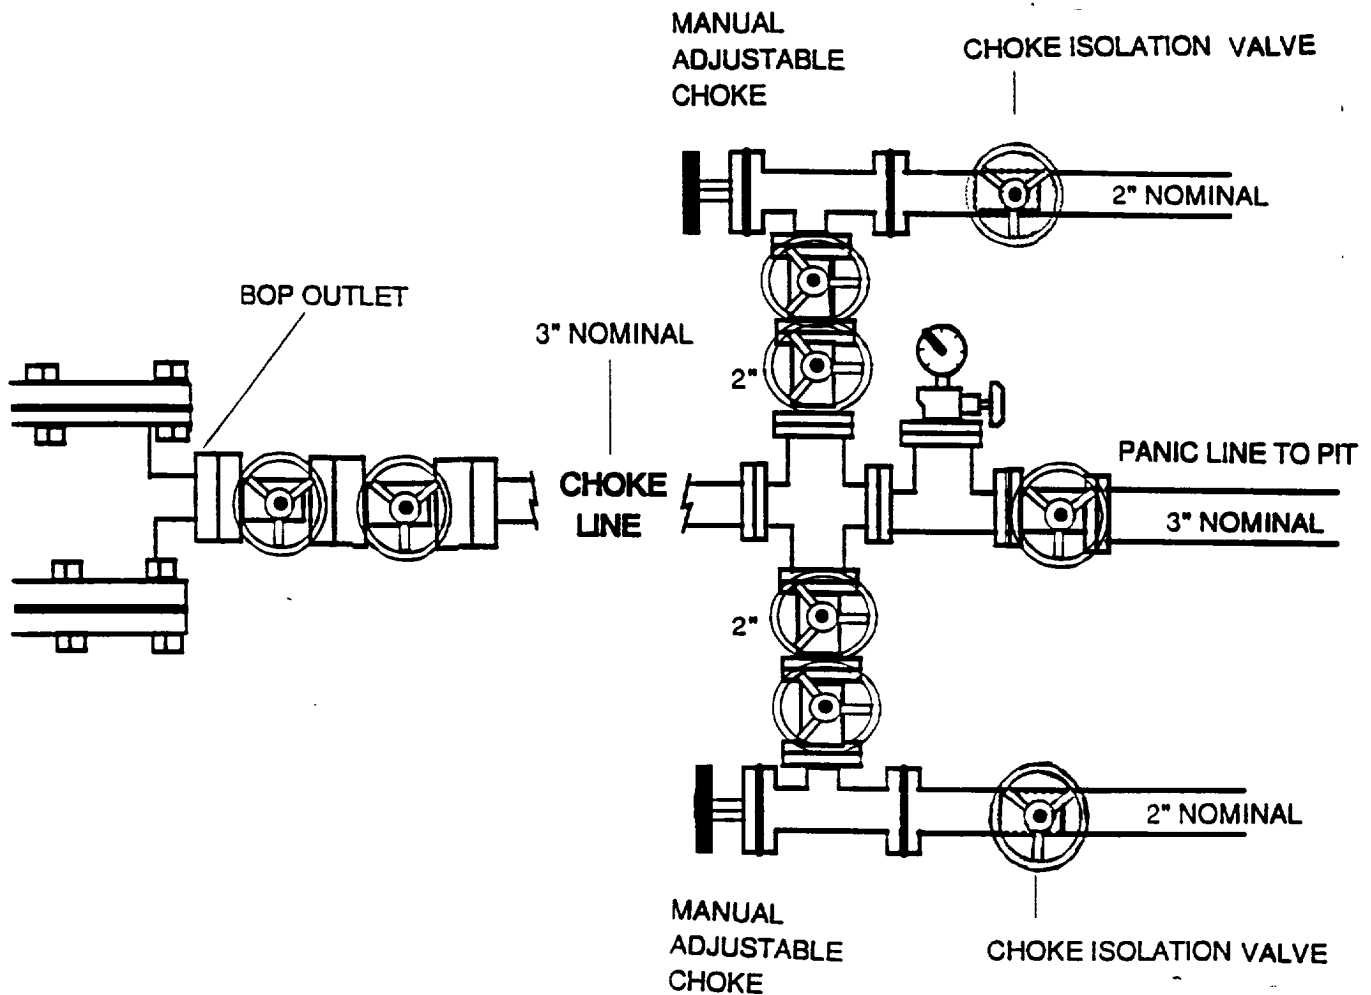 MANUAL
ADJUSTABLE
CHOKE
CHOKE ISOLATION VALVE
2" NOMINAL
BOP OUTLET
3" NOMINAL
2"
PANIC LINE TO PIT
CHOKE
LINE
3" NOMINAL
2"
2" NOMINAL
MANUAL
ADJUSTABLE
CHOKE
CHOKE ISOLATION VALVE